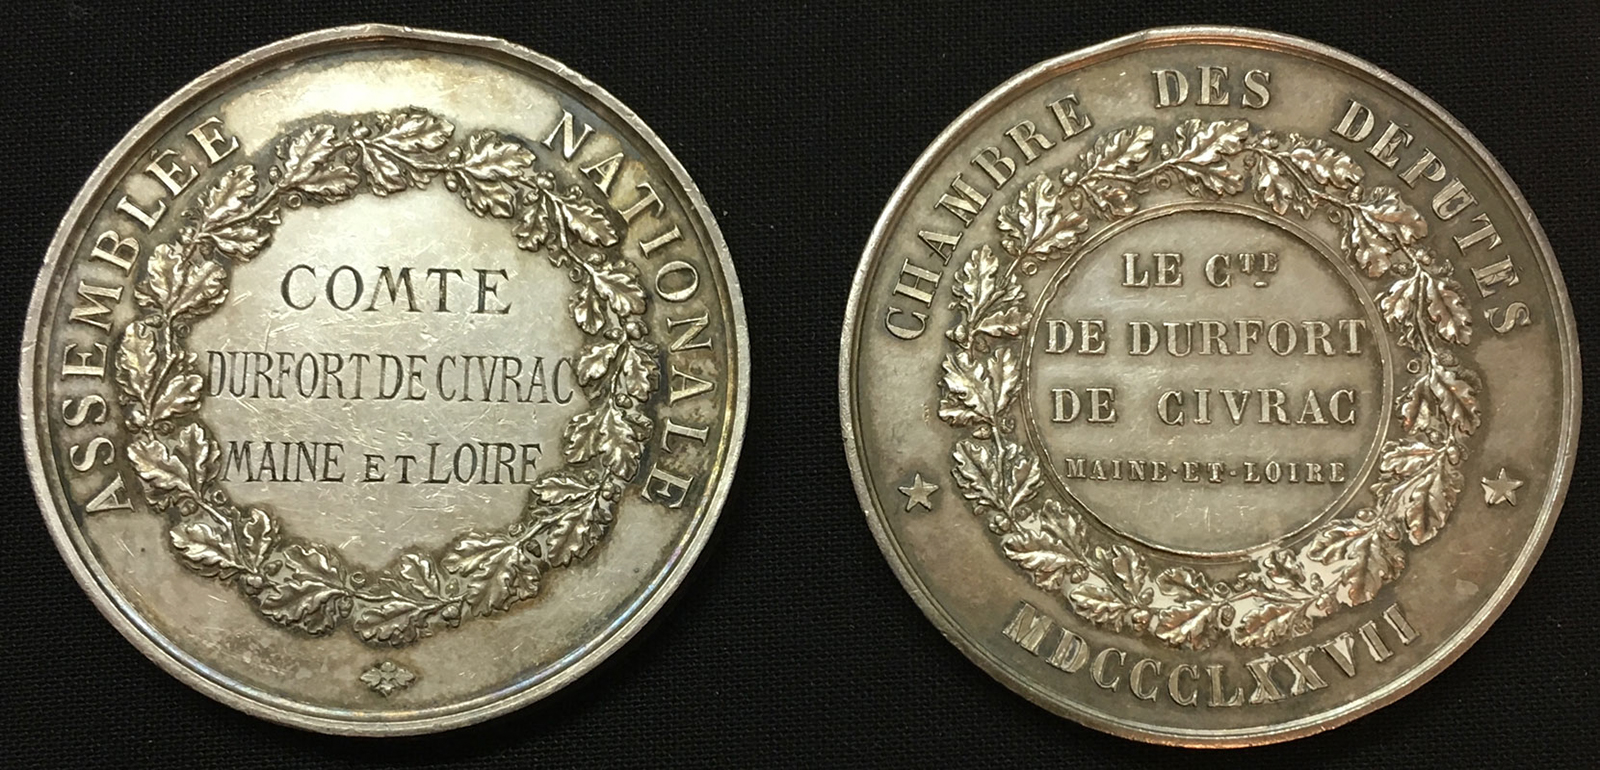 ASSEMBLÉE NATIONALE
COMTE
DURFORT DE CIVRAC
MAINE ET LOIRE
CHAMBRE DES DÉPUTÉS
LE CTE
DE DURFORT
DE CIVRAC
MAINE·ET·LOIRE
MDCCCLXXVII